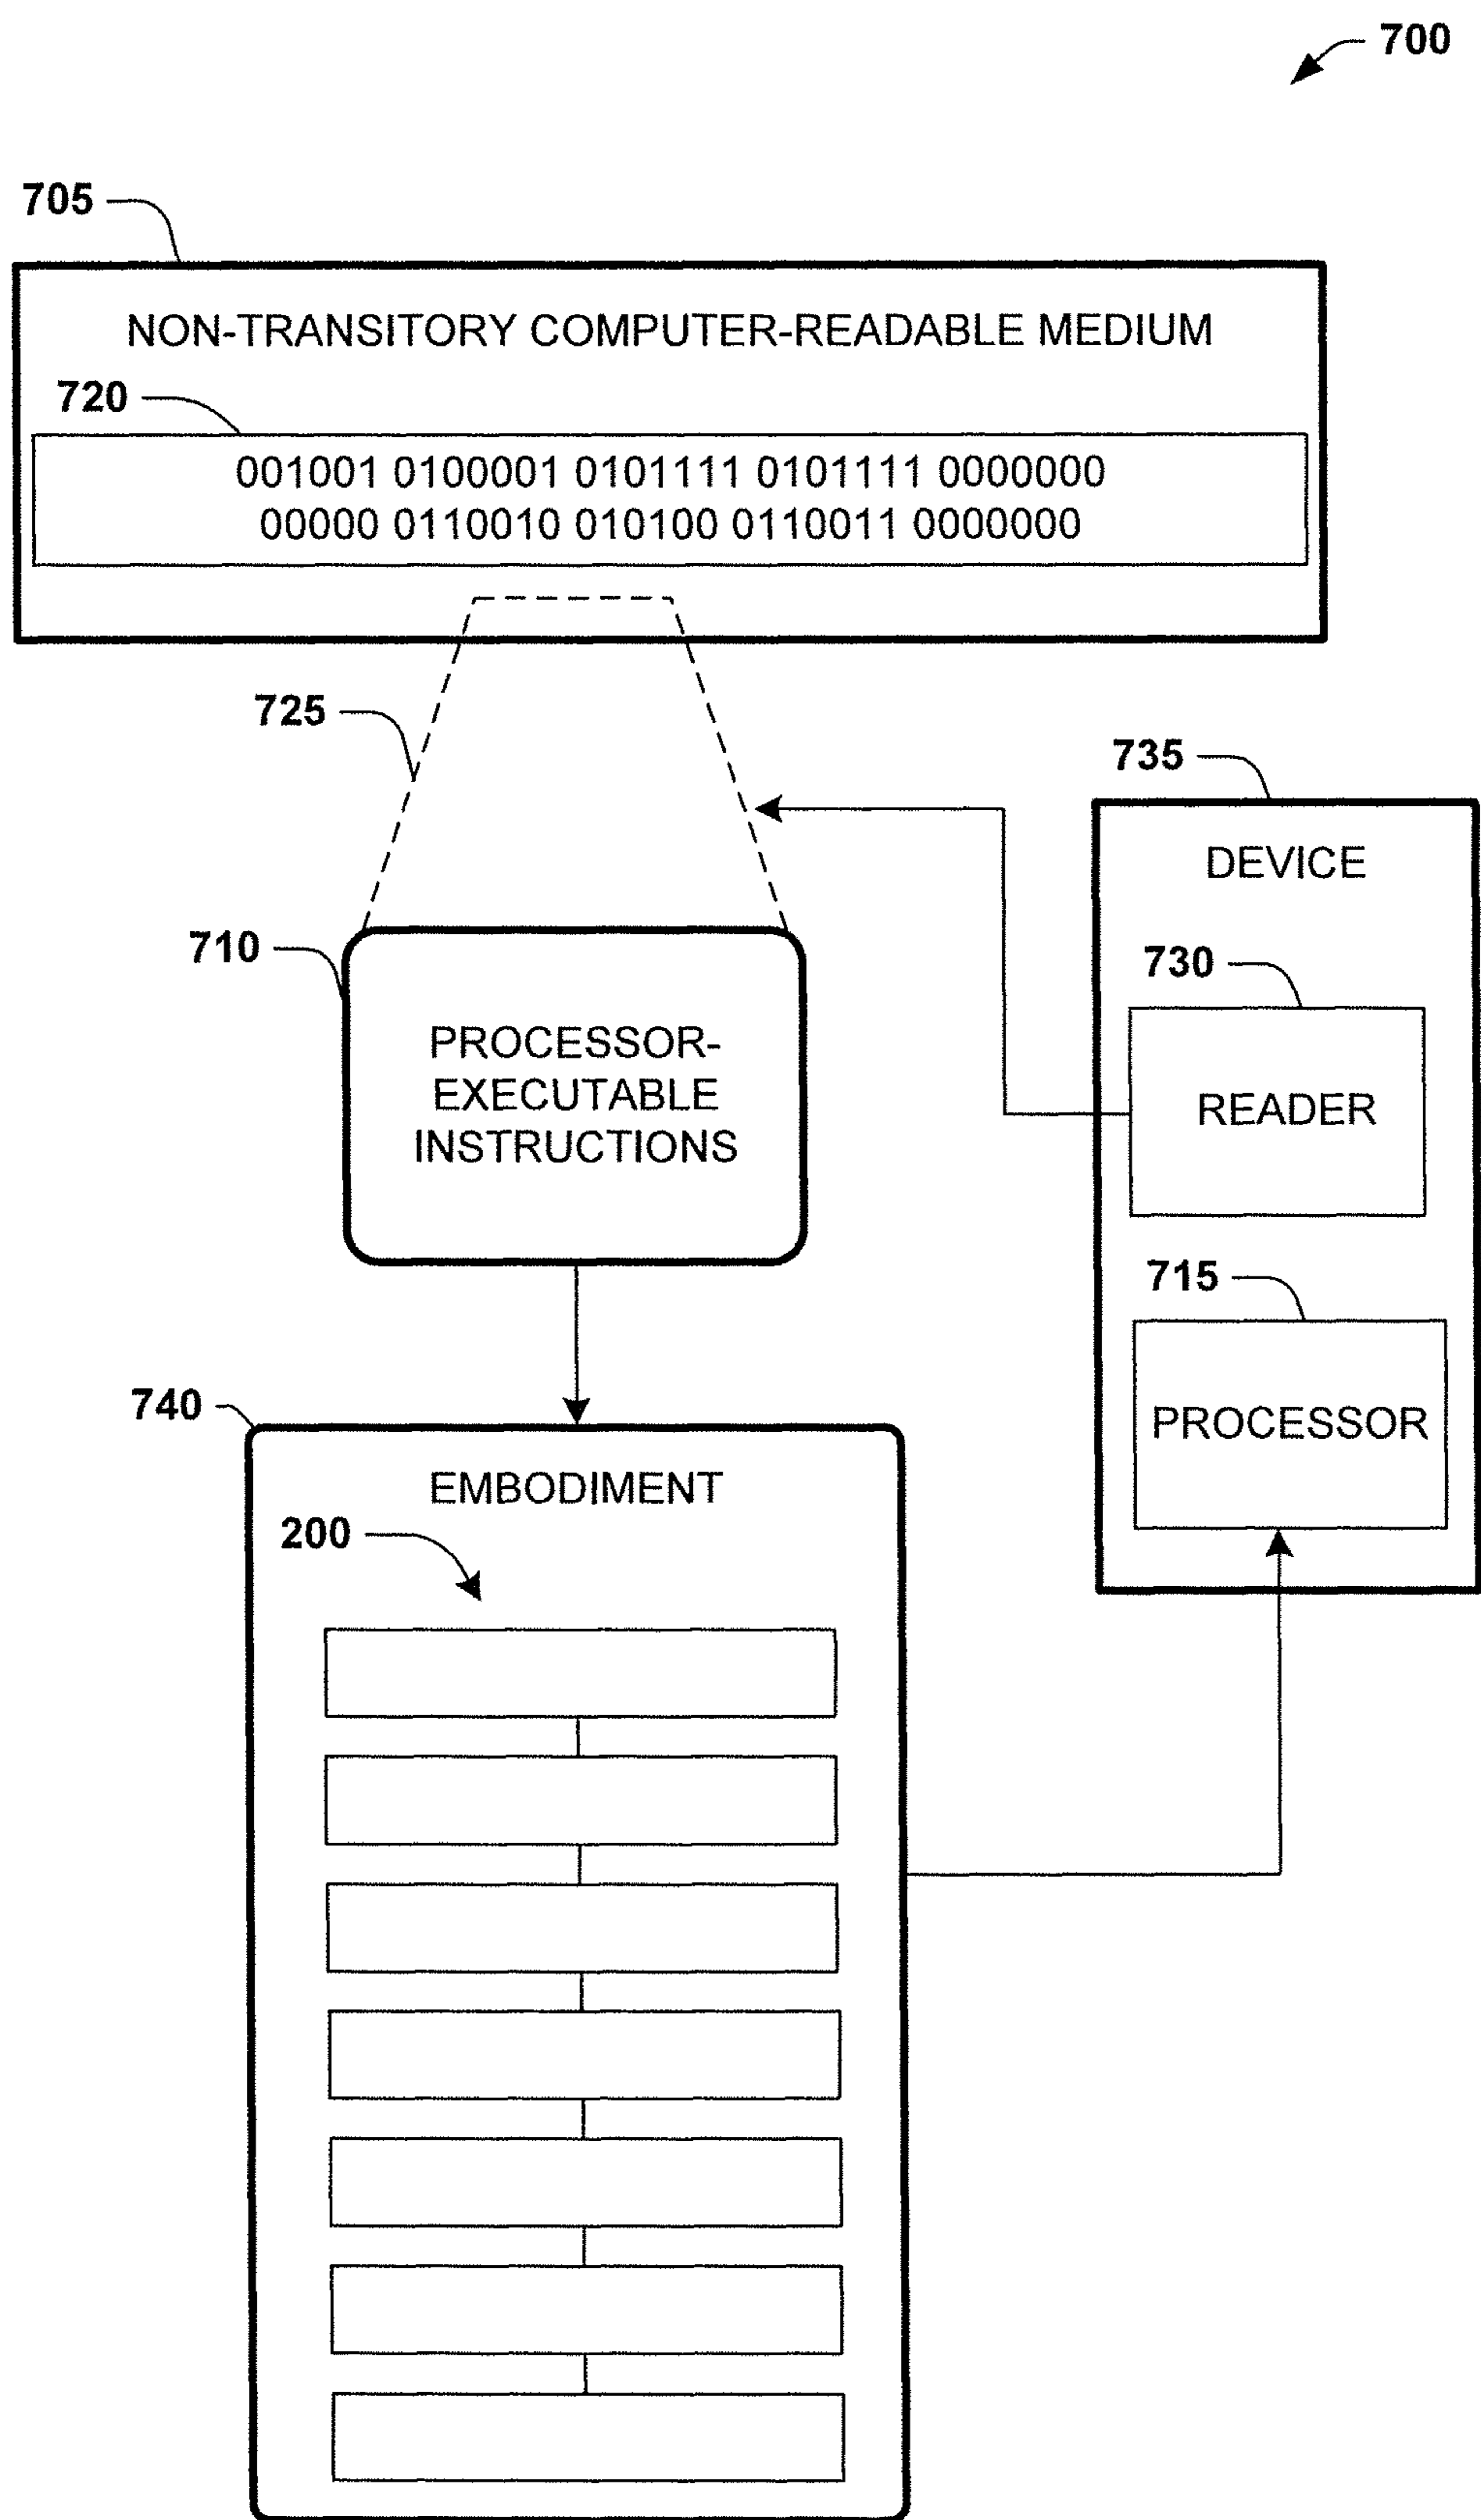 700
705
NON-TRANSITORY COMPUTER-READABLE MEDIUM
720
001001 0100001 0101111 0101111 0000000
00000 0110010 010100 0110011 0000000
725
735
DEVICE
710
730
PROCESSOR-
EXECUTABLE
INSTRUCTIONS
READER
715
PROCESSOR
740
EMBODIMENT
200